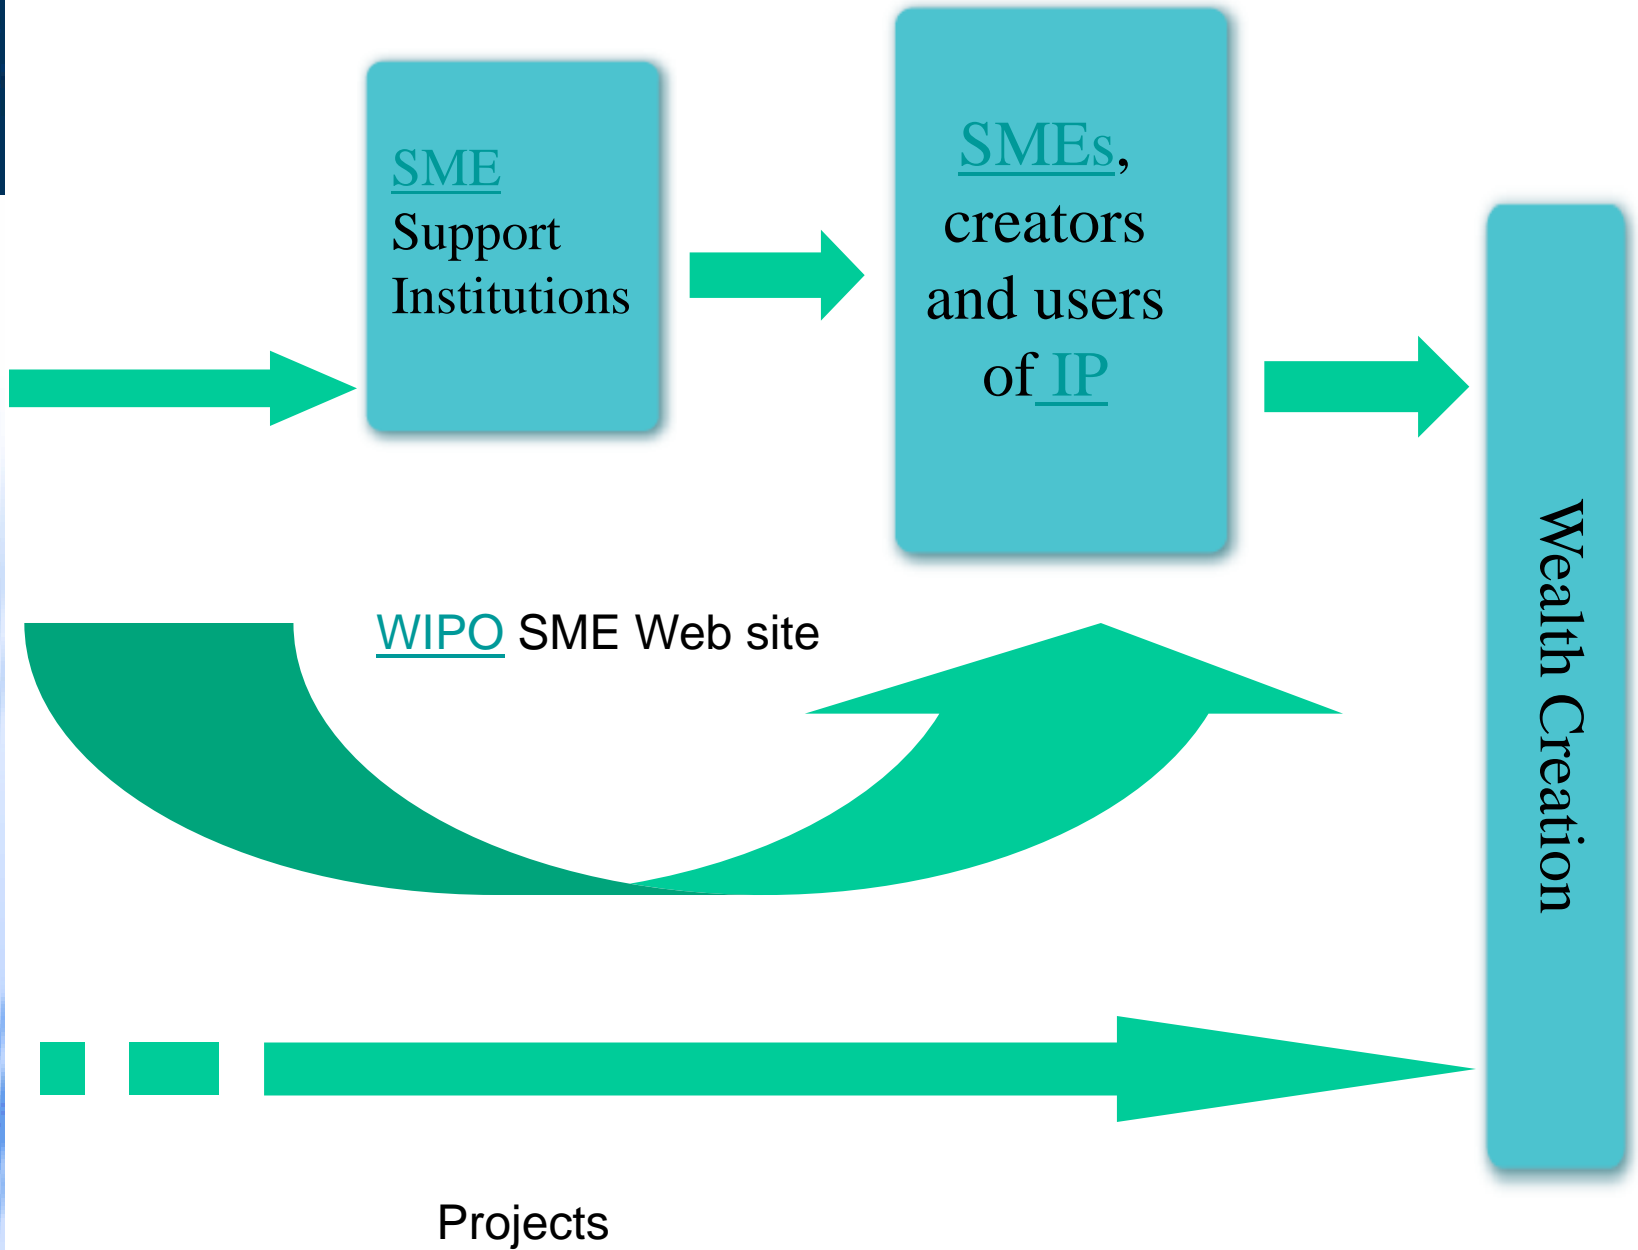 SME
Support
Institutions
SMEs,
creators
and users
of IP
WIPO SME Web site
Wealth Creation
Projects